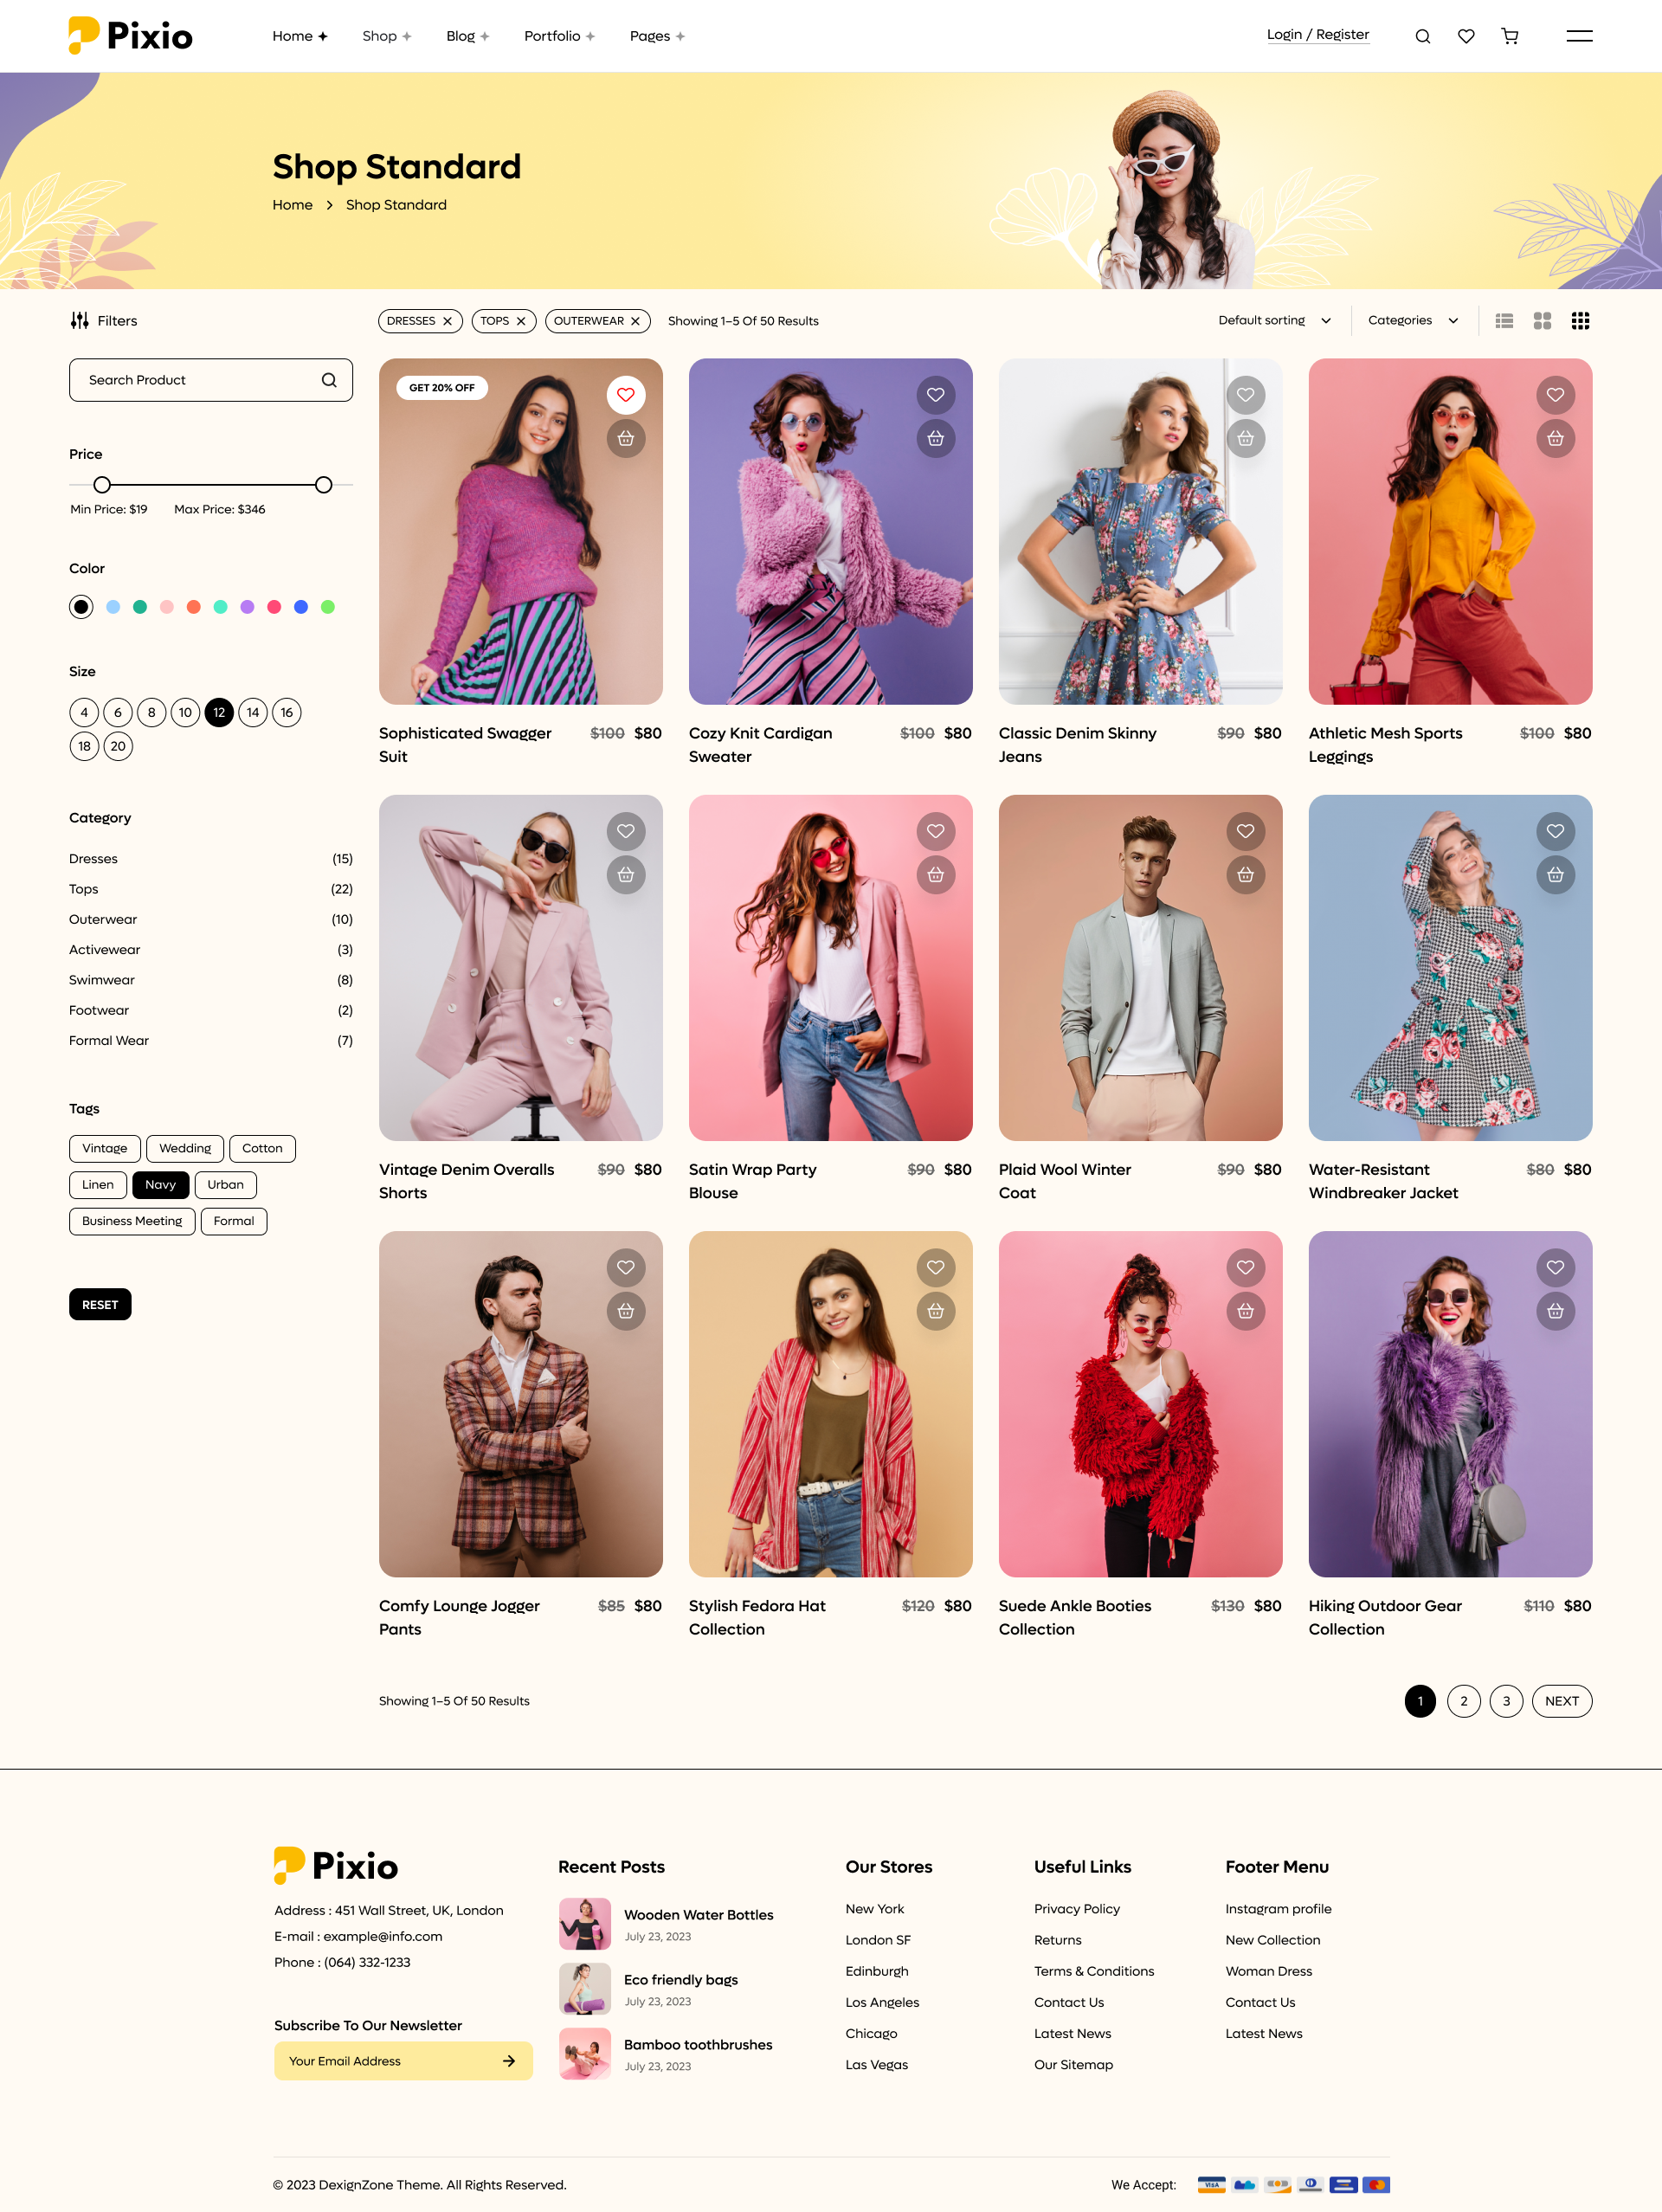 Pixio
Home
Shop
Blog
Portfolio
Pages
Login / Register
Shop Standard
Home > Shop Standard
Filters
DRESSES
TOPS
OUTERWEAR
Showing 1–5 Of 50 Results
Default sorting
Categories
Search Product
Price
Min Price: $19
Max Price: $346
Color
Size
4 6 8 10 12 14 16
18 20
Category
Dresses (15)
Tops (22)
Outerwear (10)
Activewear (3)
Swimwear (8)
Footwear (2)
Formal Wear (7)
Tags
Vintage Wedding Cotton
Linen Navy Urban
Business Meeting Formal
RESET
GET 20% OFF
Sophisticated Swagger $100 $80
Suit
Cozy Knit Cardigan $100 $80
Sweater
Classic Denim Skinny $90 $80
Jeans
Athletic Mesh Sports $100 $80
Leggings
Vintage Denim Overalls $90 $80
Shorts
Satin Wrap Party $90 $80
Blouse
Plaid Wool Winter $90 $80
Coat
Water-Resistant $80 $80
Windbreaker Jacket
Comfy Lounge Jogger $85 $80
Pants
Stylish Fedora Hat $120 $80
Collection
Suede Ankle Booties $130 $80
Collection
Hiking Outdoor Gear $110 $80
Collection
Showing 1–5 Of 50 Results
1 2 3 NEXT
Pixio
Address : 451 Wall Street, UK, London
E-mail : example@info.com
Phone : (064) 332-1233
Subscribe To Our Newsletter
Your Email Address
Recent Posts
Wooden Water Bottles
July 23, 2023
Eco friendly bags
July 23, 2023
Bamboo toothbrushes
July 23, 2023
Our Stores
New York
London SF
Edinburgh
Los Angeles
Chicago
Las Vegas
Useful Links
Privacy Policy
Returns
Terms & Conditions
Contact Us
Latest News
Our Sitemap
Footer Menu
Instagram profile
New Collection
Woman Dress
Contact Us
Latest News
© 2023 DexignZone Theme. All Rights Reserved.
We Accept:
VISA